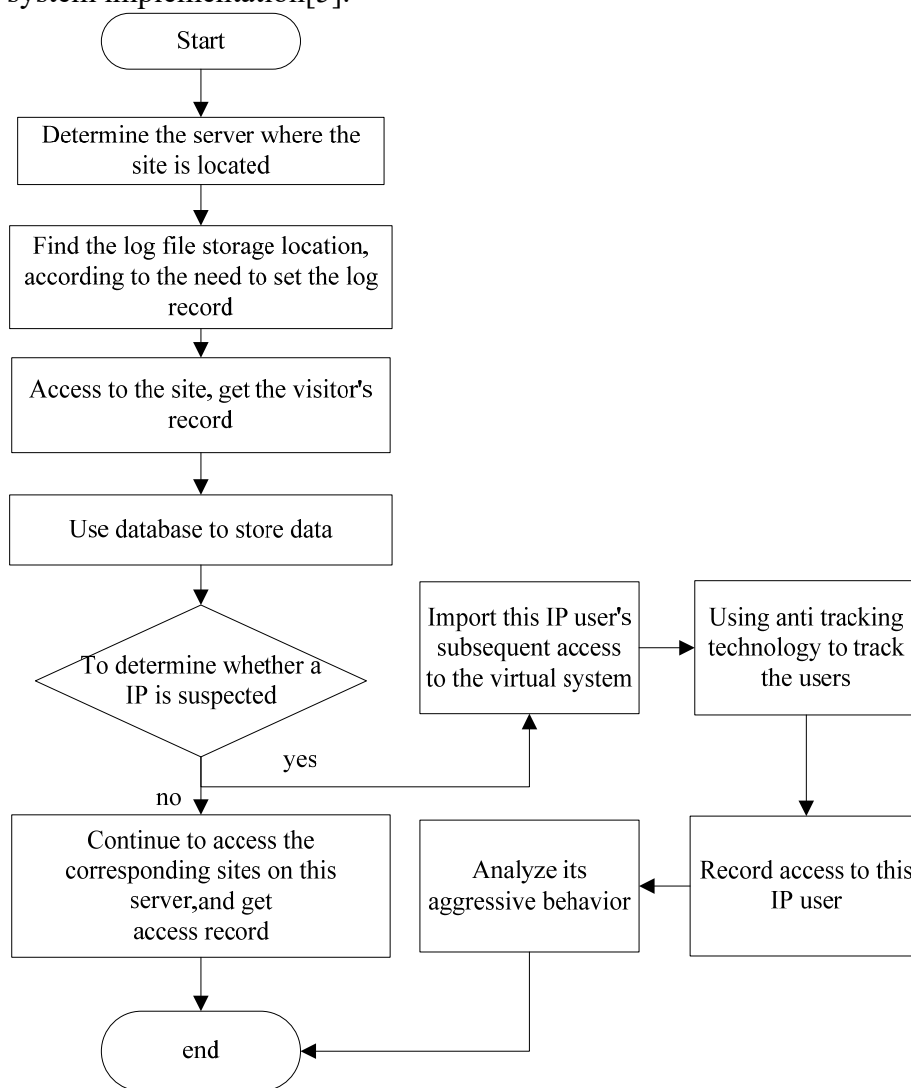 system implementation[5].
Start
Determine the server where the
site is located
Find the log file storage location,
according to the need to set the log
record
Access to the site, get the visitor's
record
Use database to store data
To determine whether a
IP is suspected
yes
no
Import this IP user's
subsequent access
to the virtual system
Using anti tracking
technology to track
the users
Record access to this
IP user
Analyze its
aggressive behavior
Continue to access the
corresponding sites on this
server,and get
access record
end